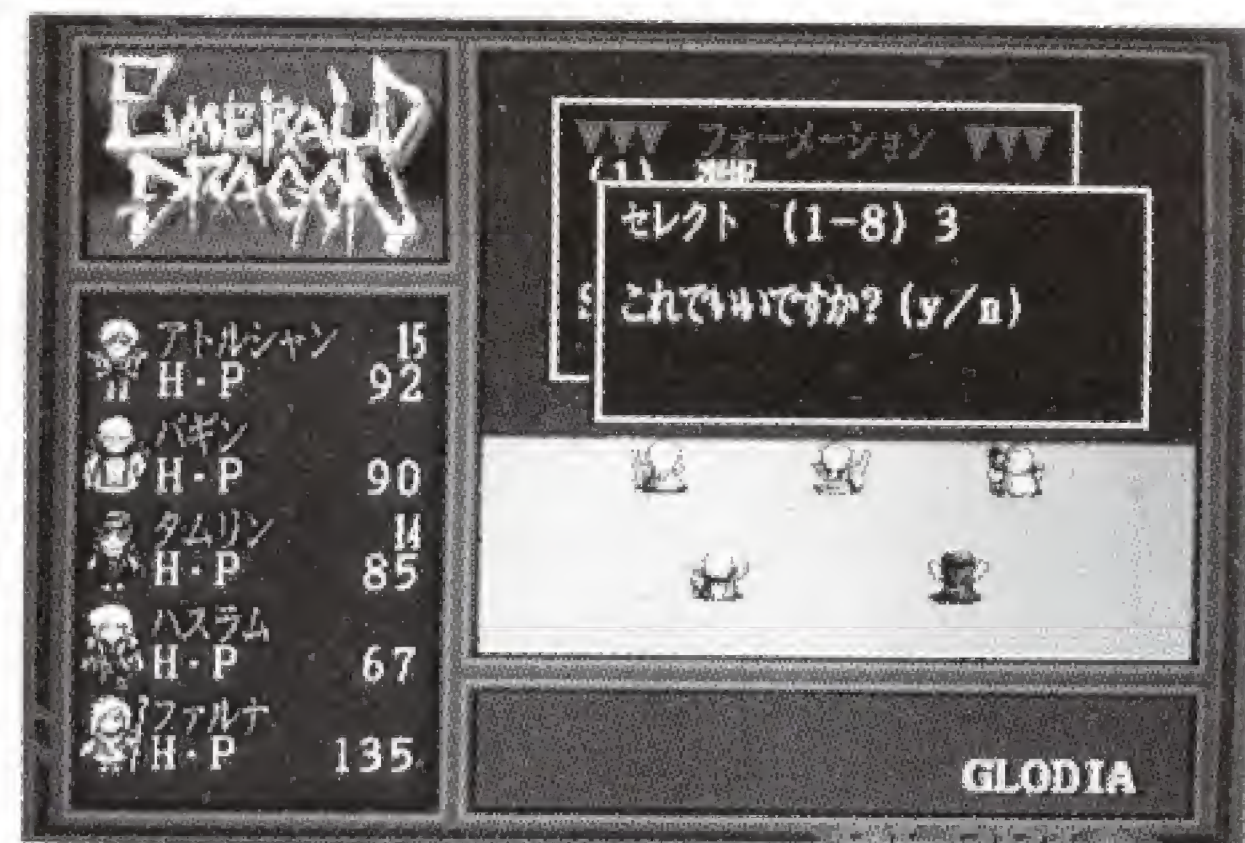 EMERALD
DRAGON
アトルシャン 15
H・P 92
バギン
H・P 90
タムリン 14
H・P 85
ハスラム
H・P 67
ファルナ
H・P 135
▼▼▼ フォーメーション ▼▼▼
(1)
セレクト (1-8) 3
これでいいですか? (y/n)
GLODIA